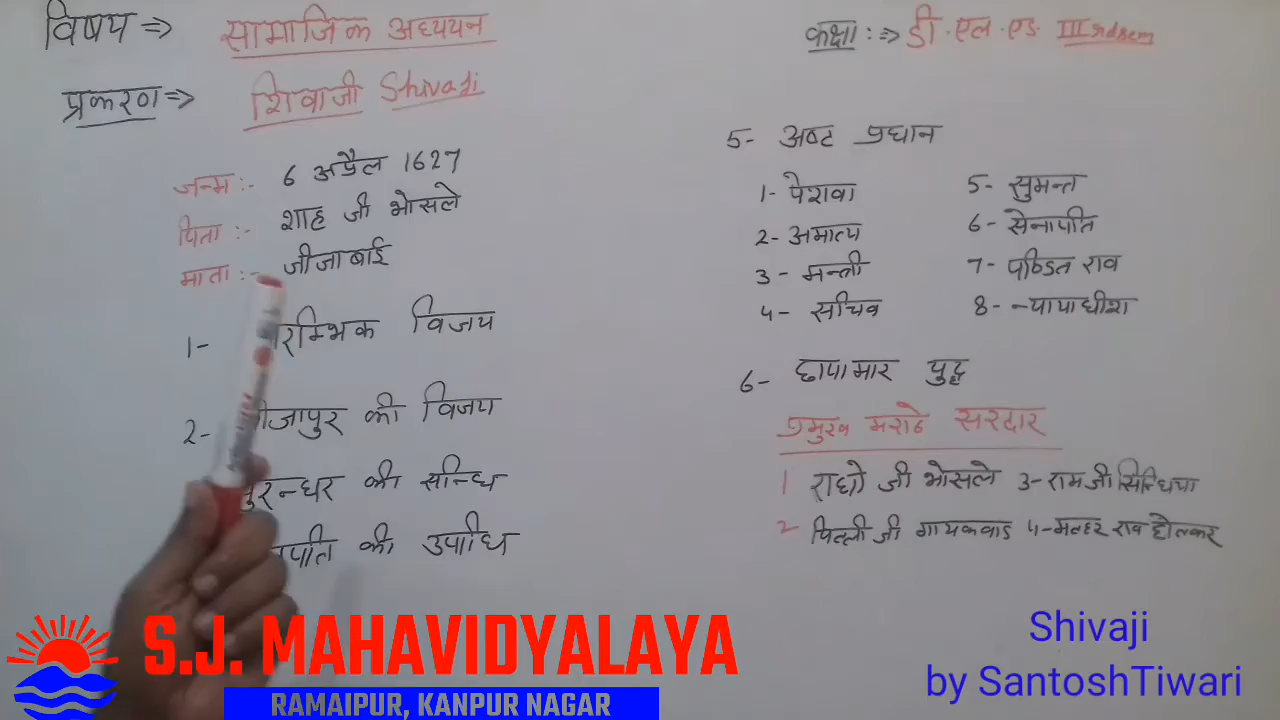 विषय => सामाजिक अध्ययन
कक्षा :=> डी.एल.एड III rdsem
प्रकरण => शिवाजी Shivaji
जन्म :- 6 अप्रैल 1627
पिता :- शाह जी भोसले
माता :- जीजाबाई
1- रम्भिक विजय
2- जापुर की विजय
रन्धर की सन्धि
पति की उपाधि
5- अष्ट प्रधान
1- पेशवा 5- सुमन्त
2- अमात्य 6- सेनापति
3- मन्त्री 7- पण्डित राव
4- सचिव 8- न्यायाधीश
6- छापामार युद्ध
प्रमुख मराठे सरदार
1 राघो जी भोसले 3- रामजी सिन्धिया
2- पिल्ली जी गायकवाड 4- मल्हर राव होल्कर
S.J. MAHAVIDYALAYA
RAMAIPUR, KANPUR NAGAR
Shivaji
by SantoshTiwari